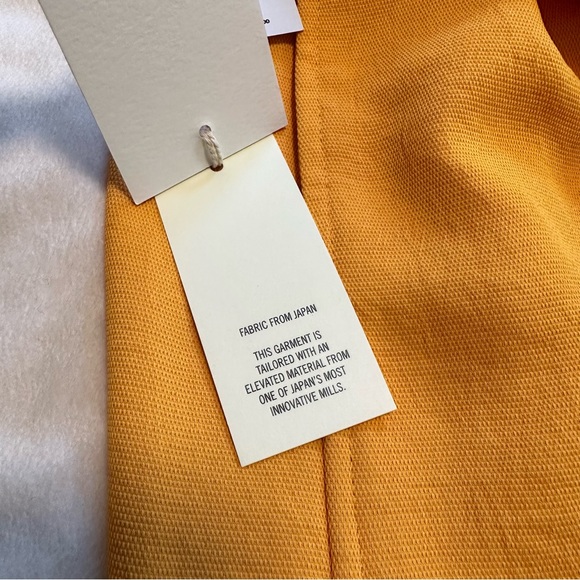 FABRIC FROM JAPAN
THIS GARMENT IS
TAILORED WITH AN
ELEVATED MATERIAL FROM
ONE OF JAPAN'S MOST
INNOVATIVE MILLS.